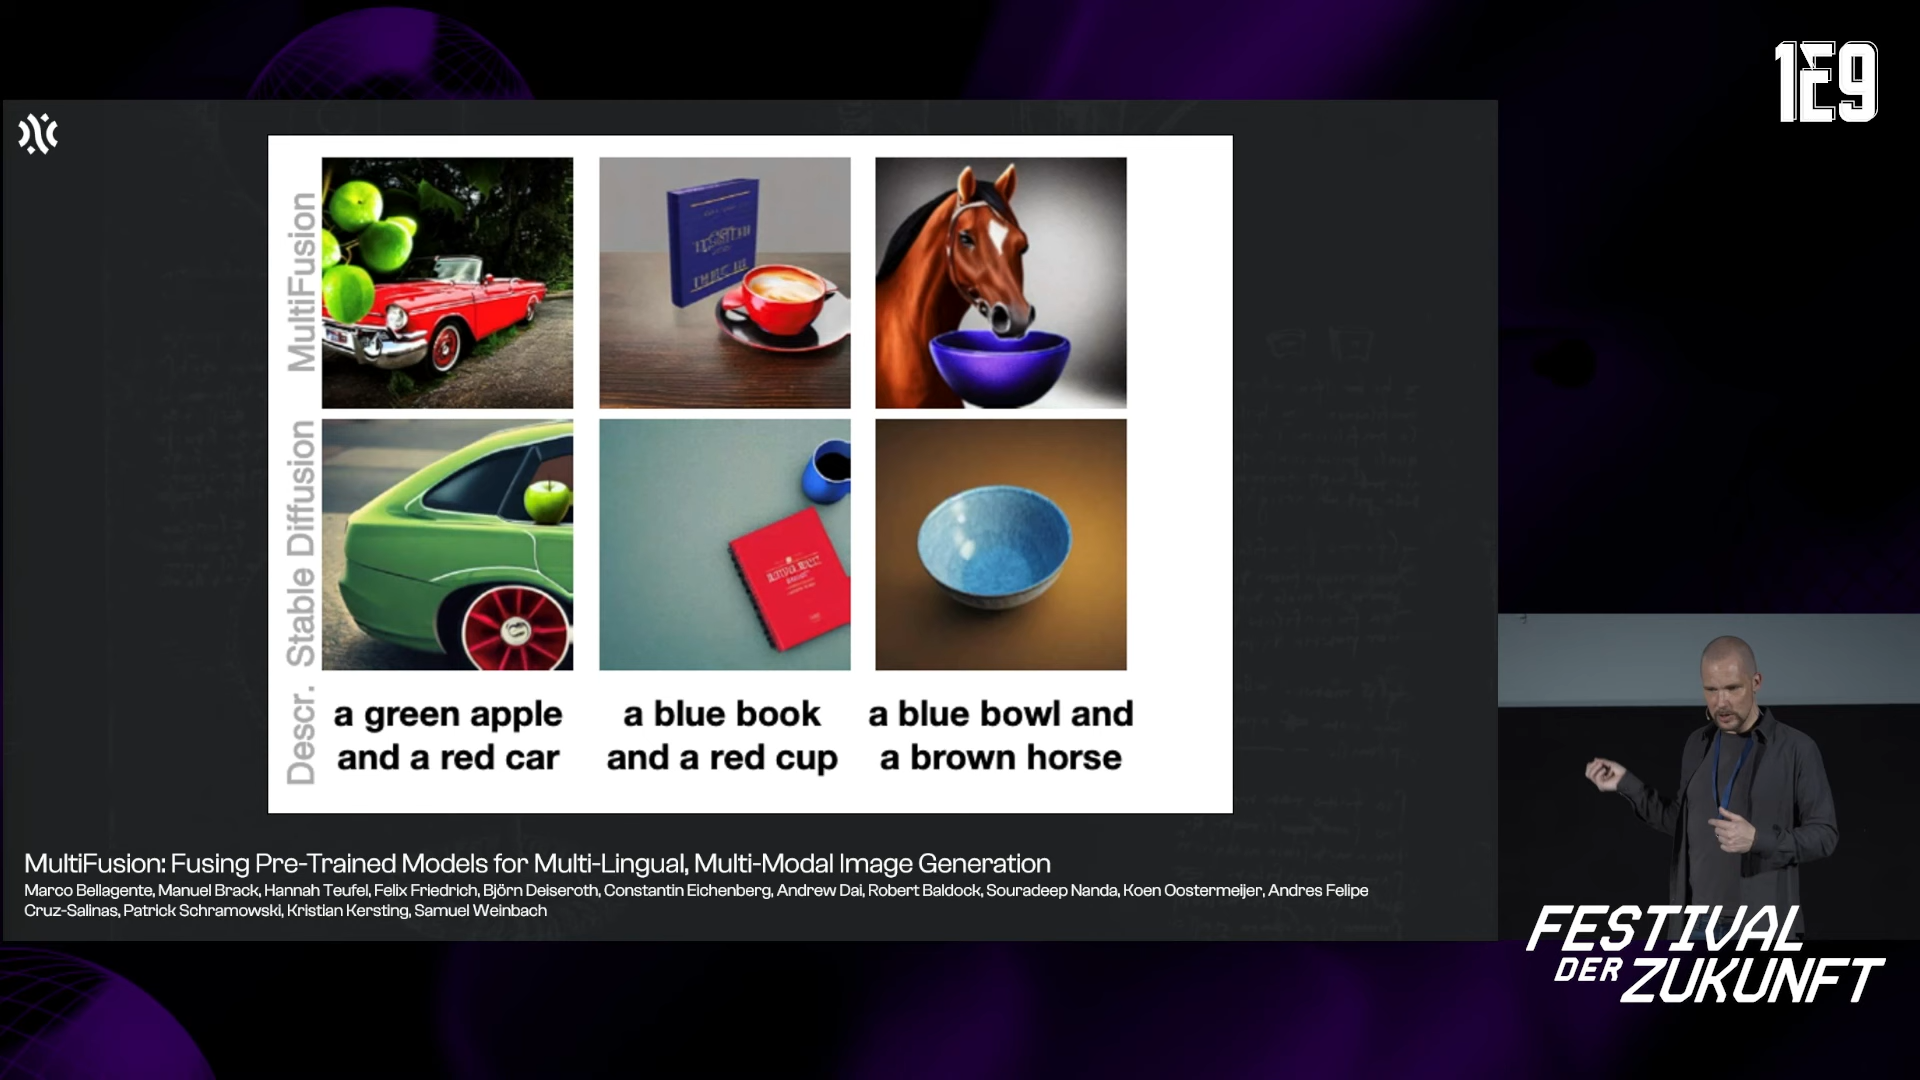 1E9
MultiFusion
Stable Diffusion
Descr.
a green apple
and a red car
a blue book
and a red cup
a blue bowl and
a brown horse
MultiFusion: Fusing Pre-Trained Models for Multi-Lingual, Multi-Modal Image Generation
Marco Bellagente, Manuel Brack, Hannah Teufel, Felix Friedrich, Björn Deiseroth, Constantin Eichenberg, Andrew Dai, Robert Baldock, Souradeep Nanda, Koen Oostermeijer, Andres Felipe
Cruz-Salinas, Patrick Schramowski, Kristian Kersting, Samuel Weinbach
FESTIVAL
DER ZUKUNFT